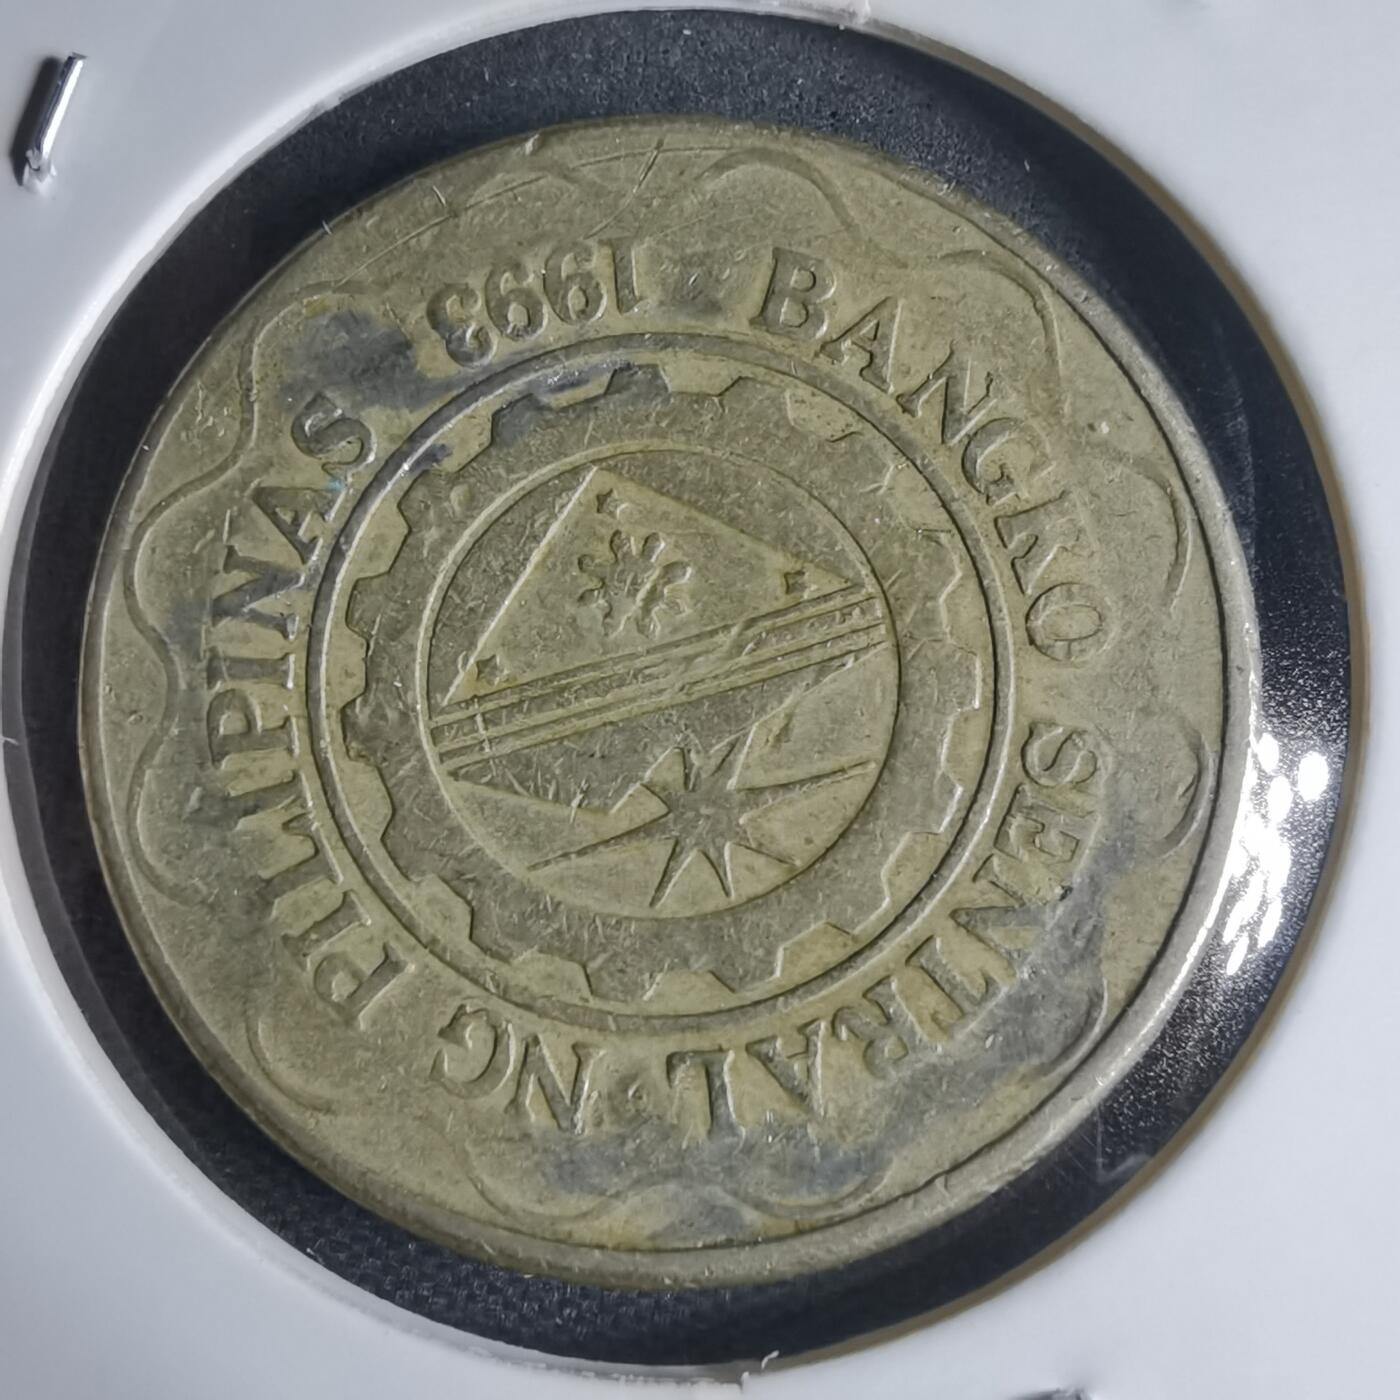 BANGKO SENTRAL NG PILIPINAS
1993